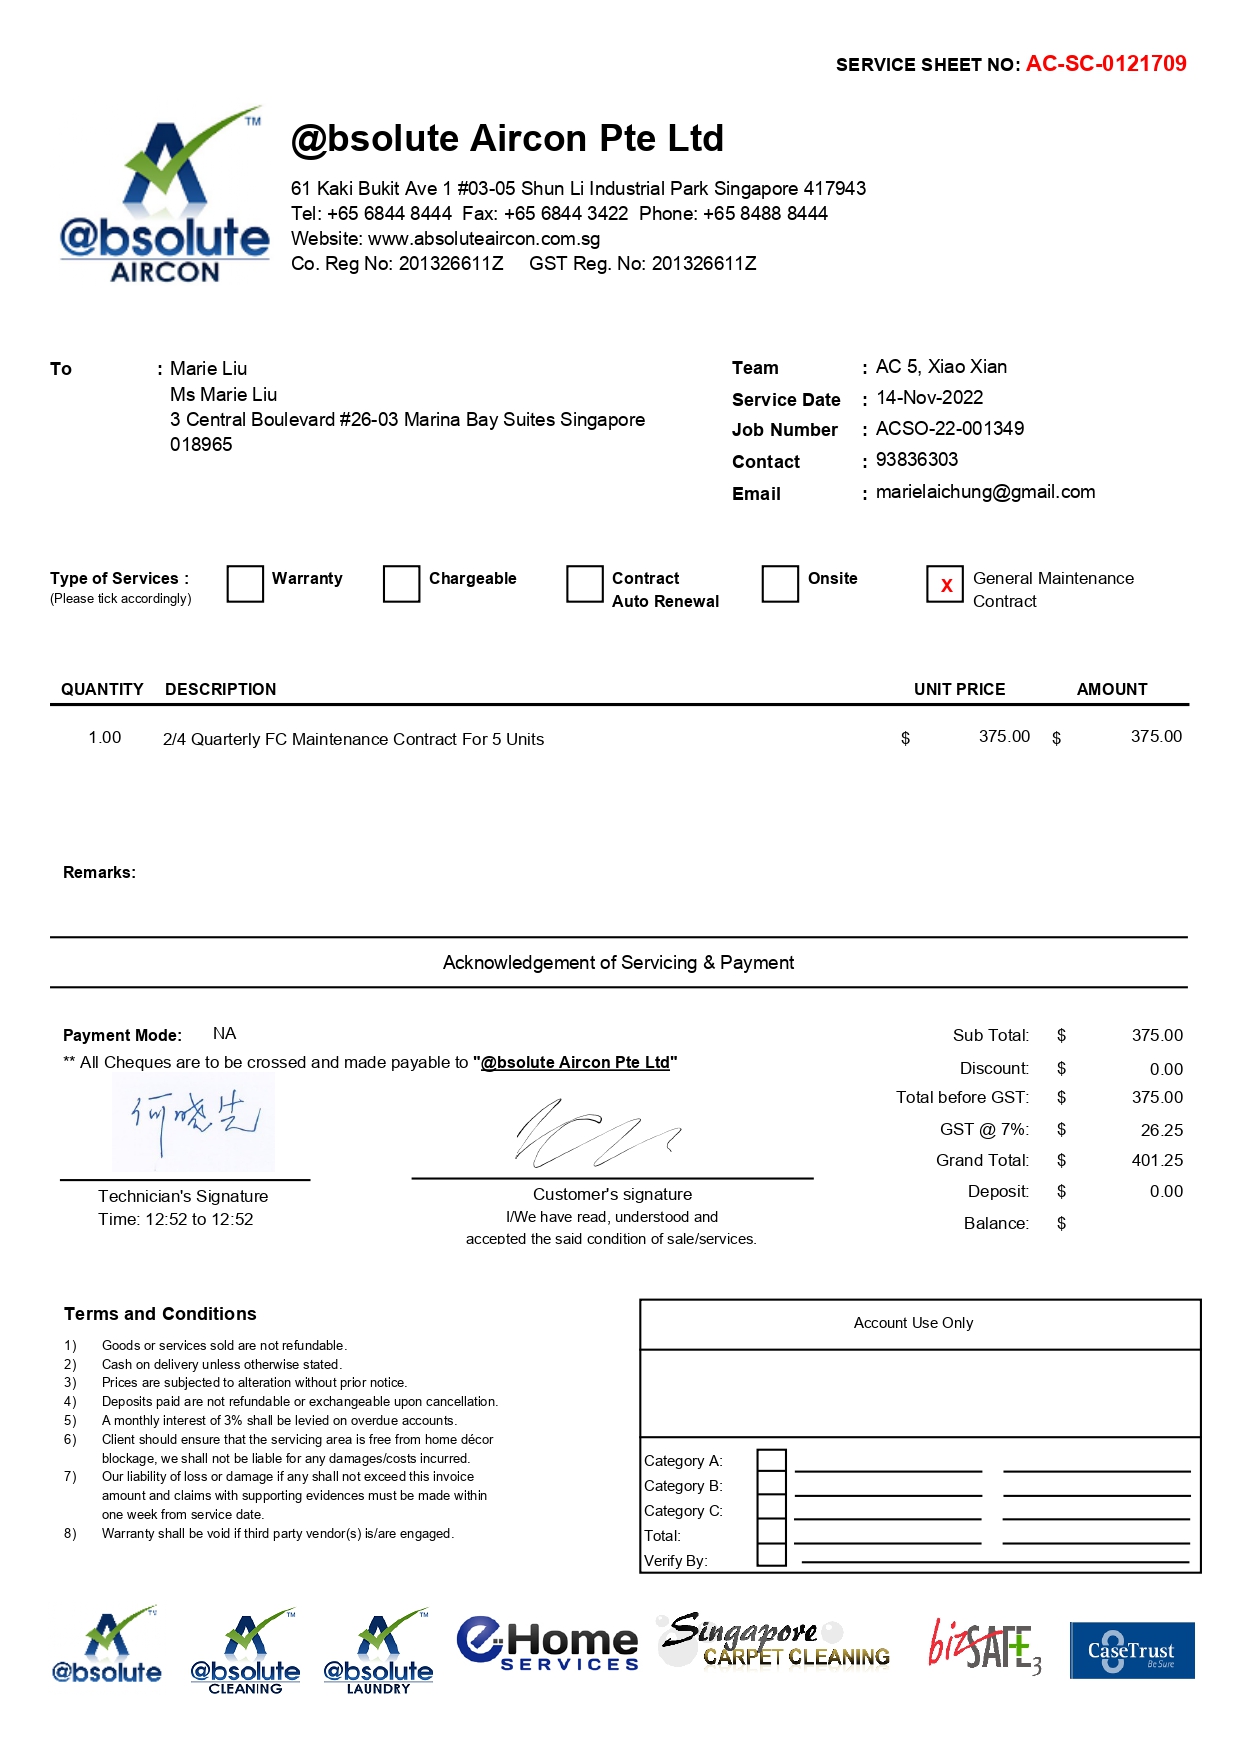 SERVICE SHEET NO: AC-SC-0121709
TM
@bsolute
AIRCON
@bsolute Aircon Pte Ltd
61 Kaki Bukit Ave 1 #03-05 Shun Li Industrial Park Singapore 417943
Tel: +65 6844 8444 Fax: +65 6844 3422 Phone: +65 8488 8444
Website: www.absoluteaircon.com.sg
Co. Reg No: 201326611Z GST Reg. No: 201326611Z
To : Marie Liu
Ms Marie Liu
3 Central Boulevard #26-03 Marina Bay Suites Singapore
018965
Team : AC 5, Xiao Xian
Service Date : 14-Nov-2022
Job Number : ACSO-22-001349
Contact : 93836303
Email : marielaichung@gmail.com
Type of Services :
(Please tick accordingly)
Warranty
Chargeable
Contract
Auto Renewal
Onsite
X General Maintenance
Contract
QUANTITY DESCRIPTION UNIT PRICE AMOUNT
1.00 2/4 Quarterly FC Maintenance Contract For 5 Units $ 375.00 $ 375.00
Remarks:
Acknowledgement of Servicing & Payment
Payment Mode: NA
** All Cheques are to be crossed and made payable to "@bsolute Aircon Pte Ltd"
Technician's Signature
Time: 12:52 to 12:52
Customer's signature
I/We have read, understood and
accepted the said condition of sale/services.
Sub Total: $ 375.00
Discount: $ 0.00
Total before GST: $ 375.00
GST @ 7%: $ 26.25
Grand Total: $ 401.25
Deposit: $ 0.00
Balance: $
Terms and Conditions
1) Goods or services sold are not refundable.
2) Cash on delivery unless otherwise stated.
3) Prices are subjected to alteration without prior notice.
4) Deposits paid are not refundable or exchangeable upon cancellation.
5) A monthly interest of 3% shall be levied on overdue accounts.
6) Client should ensure that the servicing area is free from home décor
blockage, we shall not be liable for any damages/costs incurred.
7) Our liability of loss or damage if any shall not exceed this invoice
amount and claims with supporting evidences must be made within
one week from service date.
8) Warranty shall be void if third party vendor(s) is/are engaged.
Account Use Only
Category A:
Category B:
Category C:
Total:
Verify By:
TM
@bsolute
TM
@bsolute
CLEANING
TM
@bsolute
LAUNDRY
e-Home
SERVICES
Singapore
CARPET CLEANING
bizSAFE3
CaseTrust
Be Sure